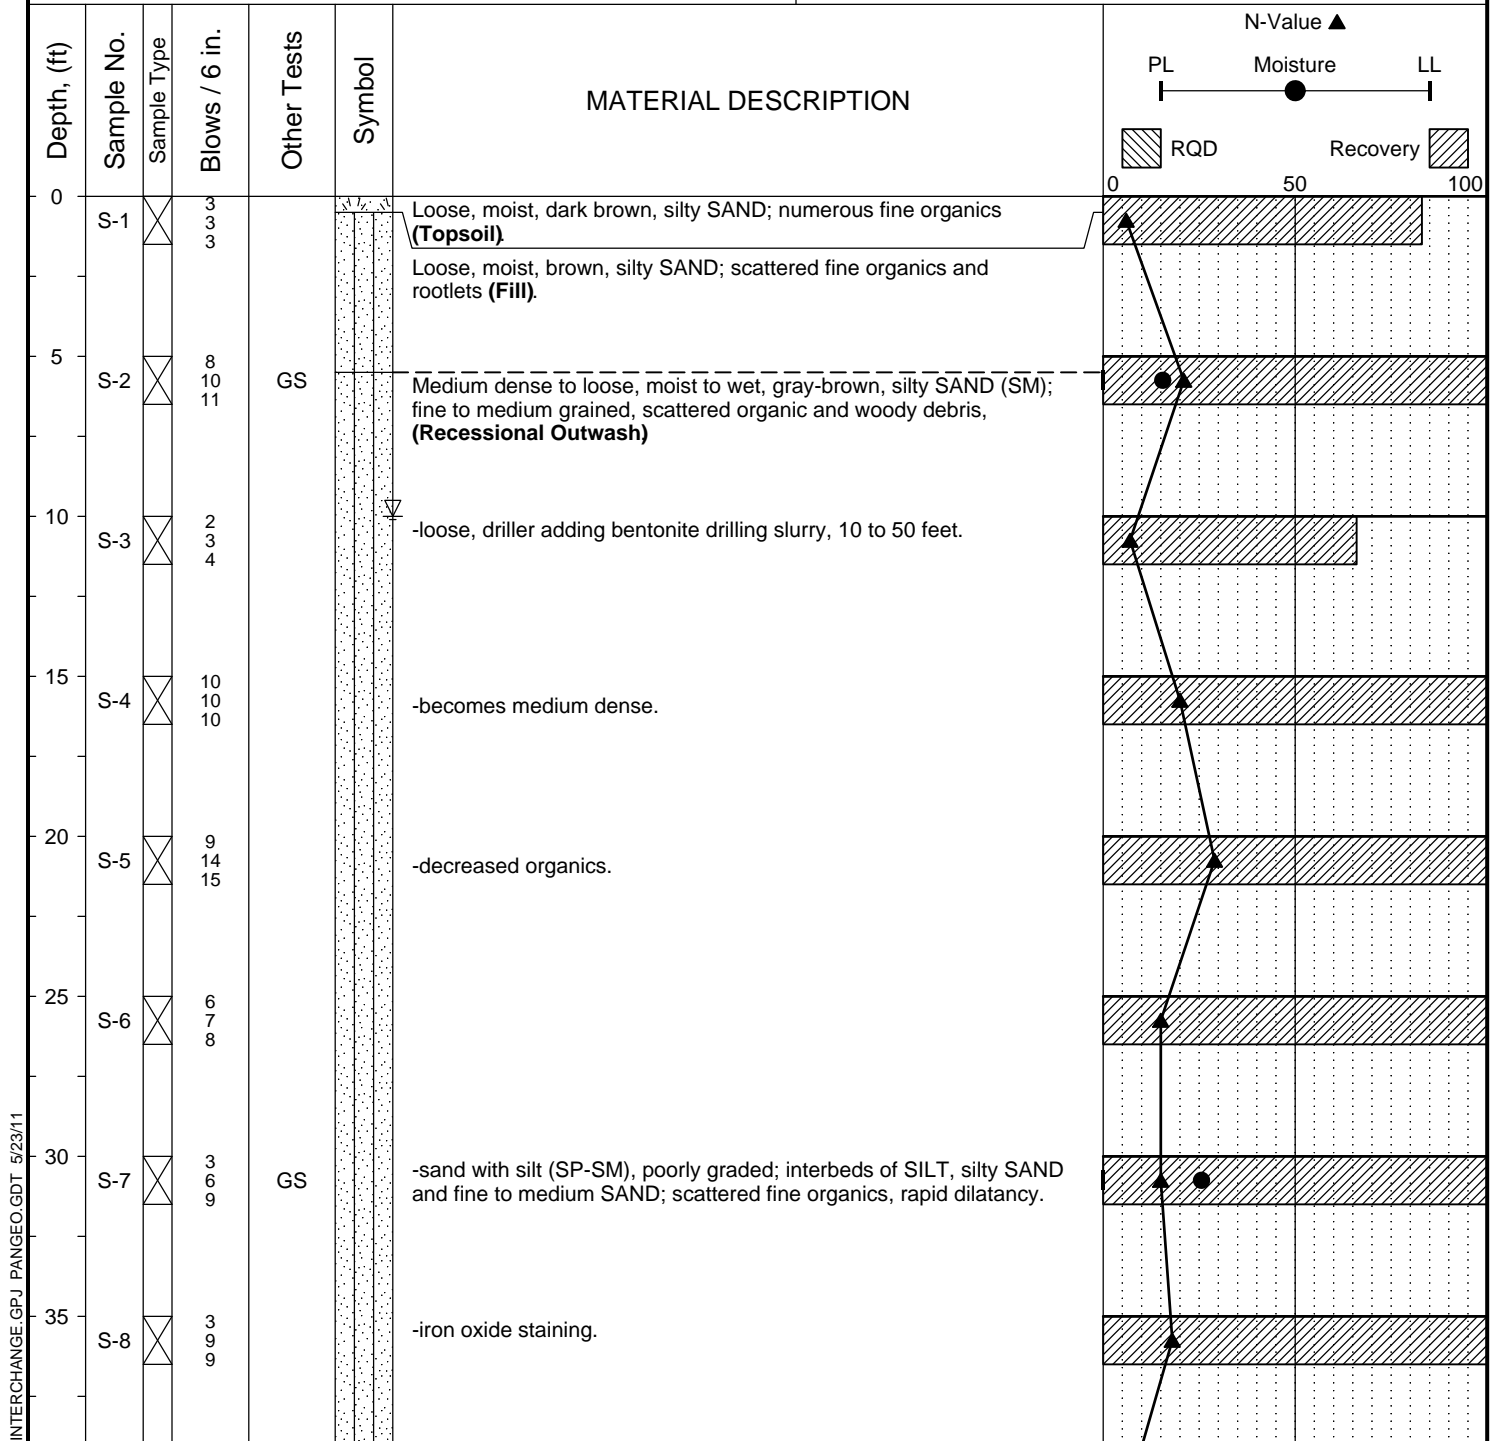 N-Value ▲
PL Moisture LL
RQD Recovery
Depth, (ft)
Sample No.
Sample Type
Blows / 6 in.
Other Tests
Symbol
MATERIAL DESCRIPTION
0 50 100
0
S-1
3
3
3
Loose, moist, dark brown, silty SAND; numerous fine organics
(Topsoil).
Loose, moist, brown, silty SAND; scattered fine organics and
rootlets (Fill).
5
S-2
8
10
11
GS
Medium dense to loose, moist to wet, gray-brown, silty SAND (SM);
fine to medium grained, scattered organic and woody debris,
(Recessional Outwash)
10
S-3
2
3
4
-loose, driller adding bentonite drilling slurry, 10 to 50 feet.
15
S-4
10
10
10
-becomes medium dense.
20
S-5
9
14
15
-decreased organics.
25
S-6
6
7
8
30
S-7
3
6
9
GS
-sand with silt (SP-SM), poorly graded; interbeds of SILT, silty SAND
and fine to medium SAND; scattered fine organics, rapid dilatancy.
35
S-8
3
9
9
-iron oxide staining.
INTERCHANGE.GPJ PANGEO.GDT 5/23/11